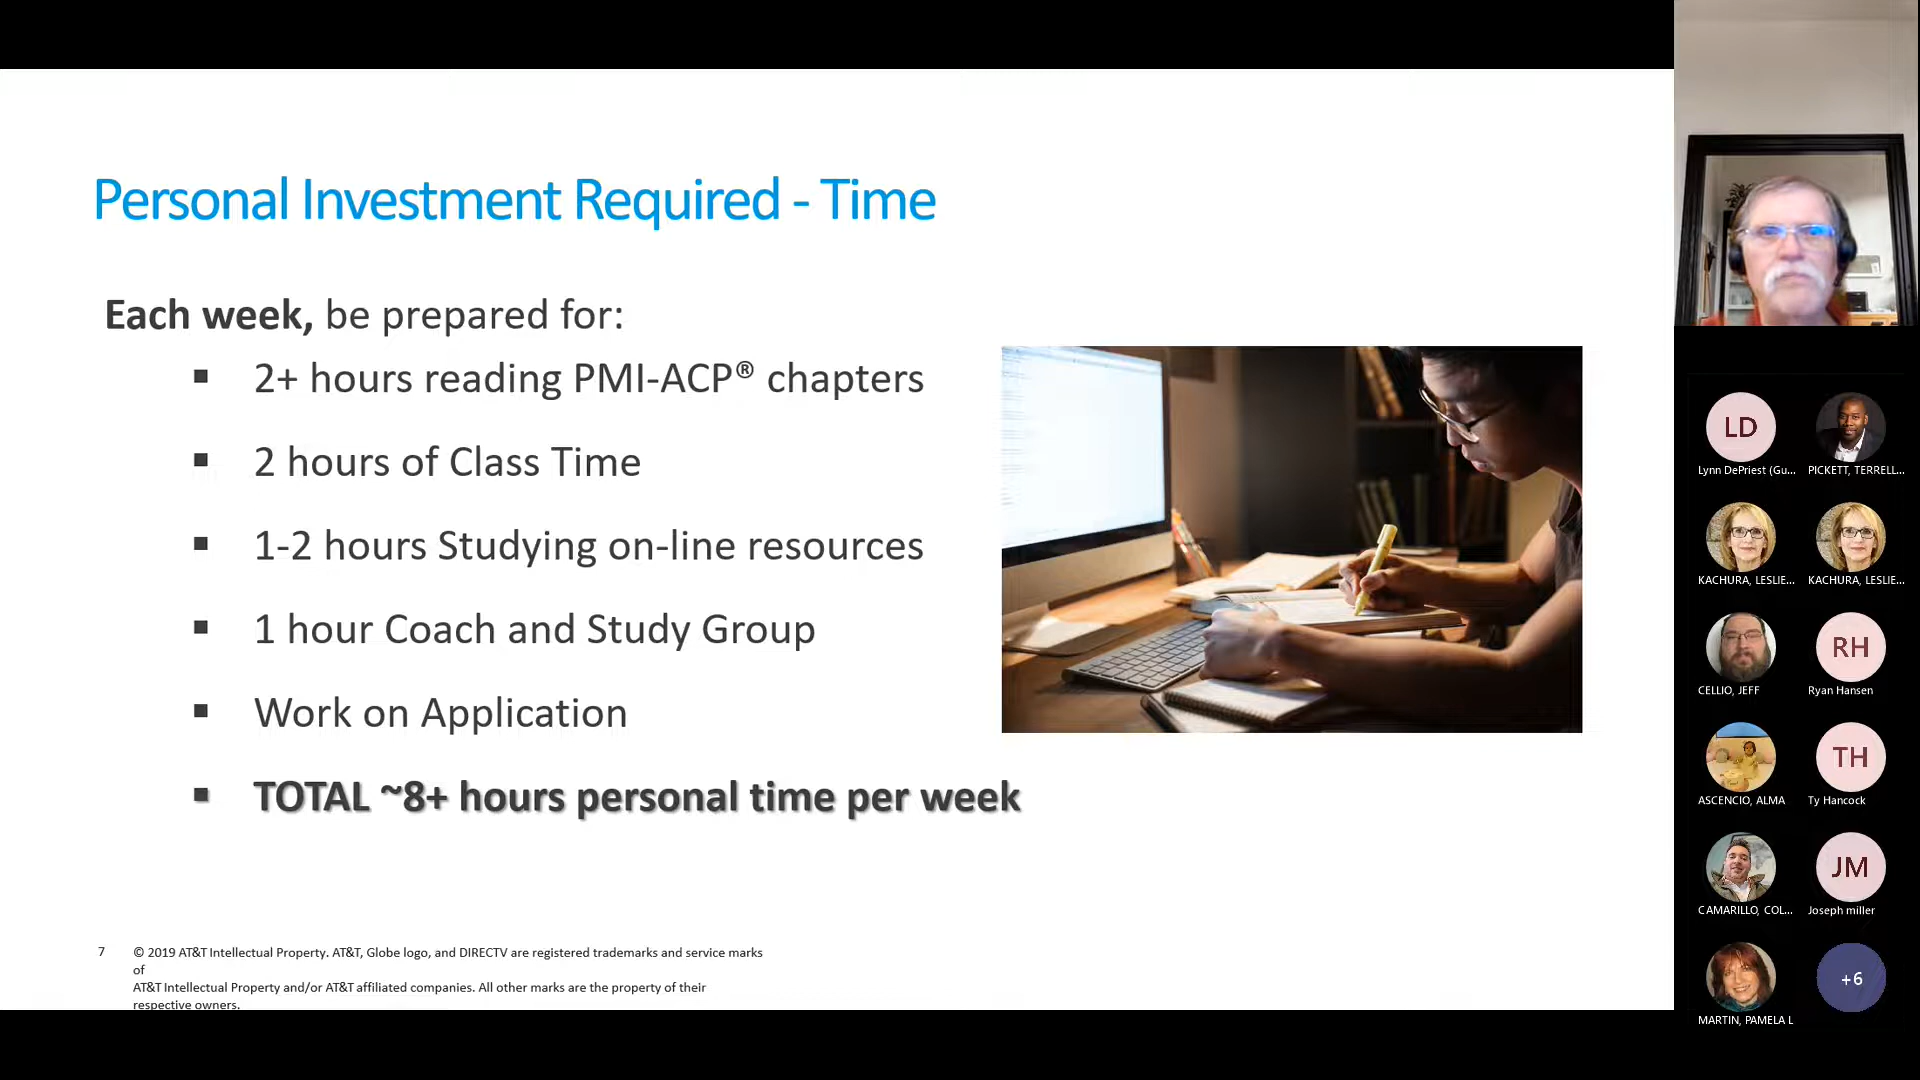 Personal Investment Required - Time
Each week, be prepared for:
▪ 2+ hours reading PMI-ACP® chapters
▪ 2 hours of Class Time
▪ 1-2 hours Studying on-line resources
▪ 1 hour Coach and Study Group
▪ Work on Application
▪ TOTAL ~8+ hours personal time per week
7 © 2019 AT&T Intellectual Property. AT&T, Globe logo, and DIRECTV are registered trademarks and service marks
of
AT&T Intellectual Property and/or AT&T affiliated companies. All other marks are the property of their
respective owners.
LD
Lynn DePriest (Gu... PICKETT, TERRELL...
KACHURA, LESLIE... KACHURA, LESLIE...
RH
CELLIO, JEFF Ryan Hansen
TH
ASCENCIO, ALMA Ty Hancock
JM
CAMARILLO, COL... Joseph miller
+6
MARTIN, PAMELA L